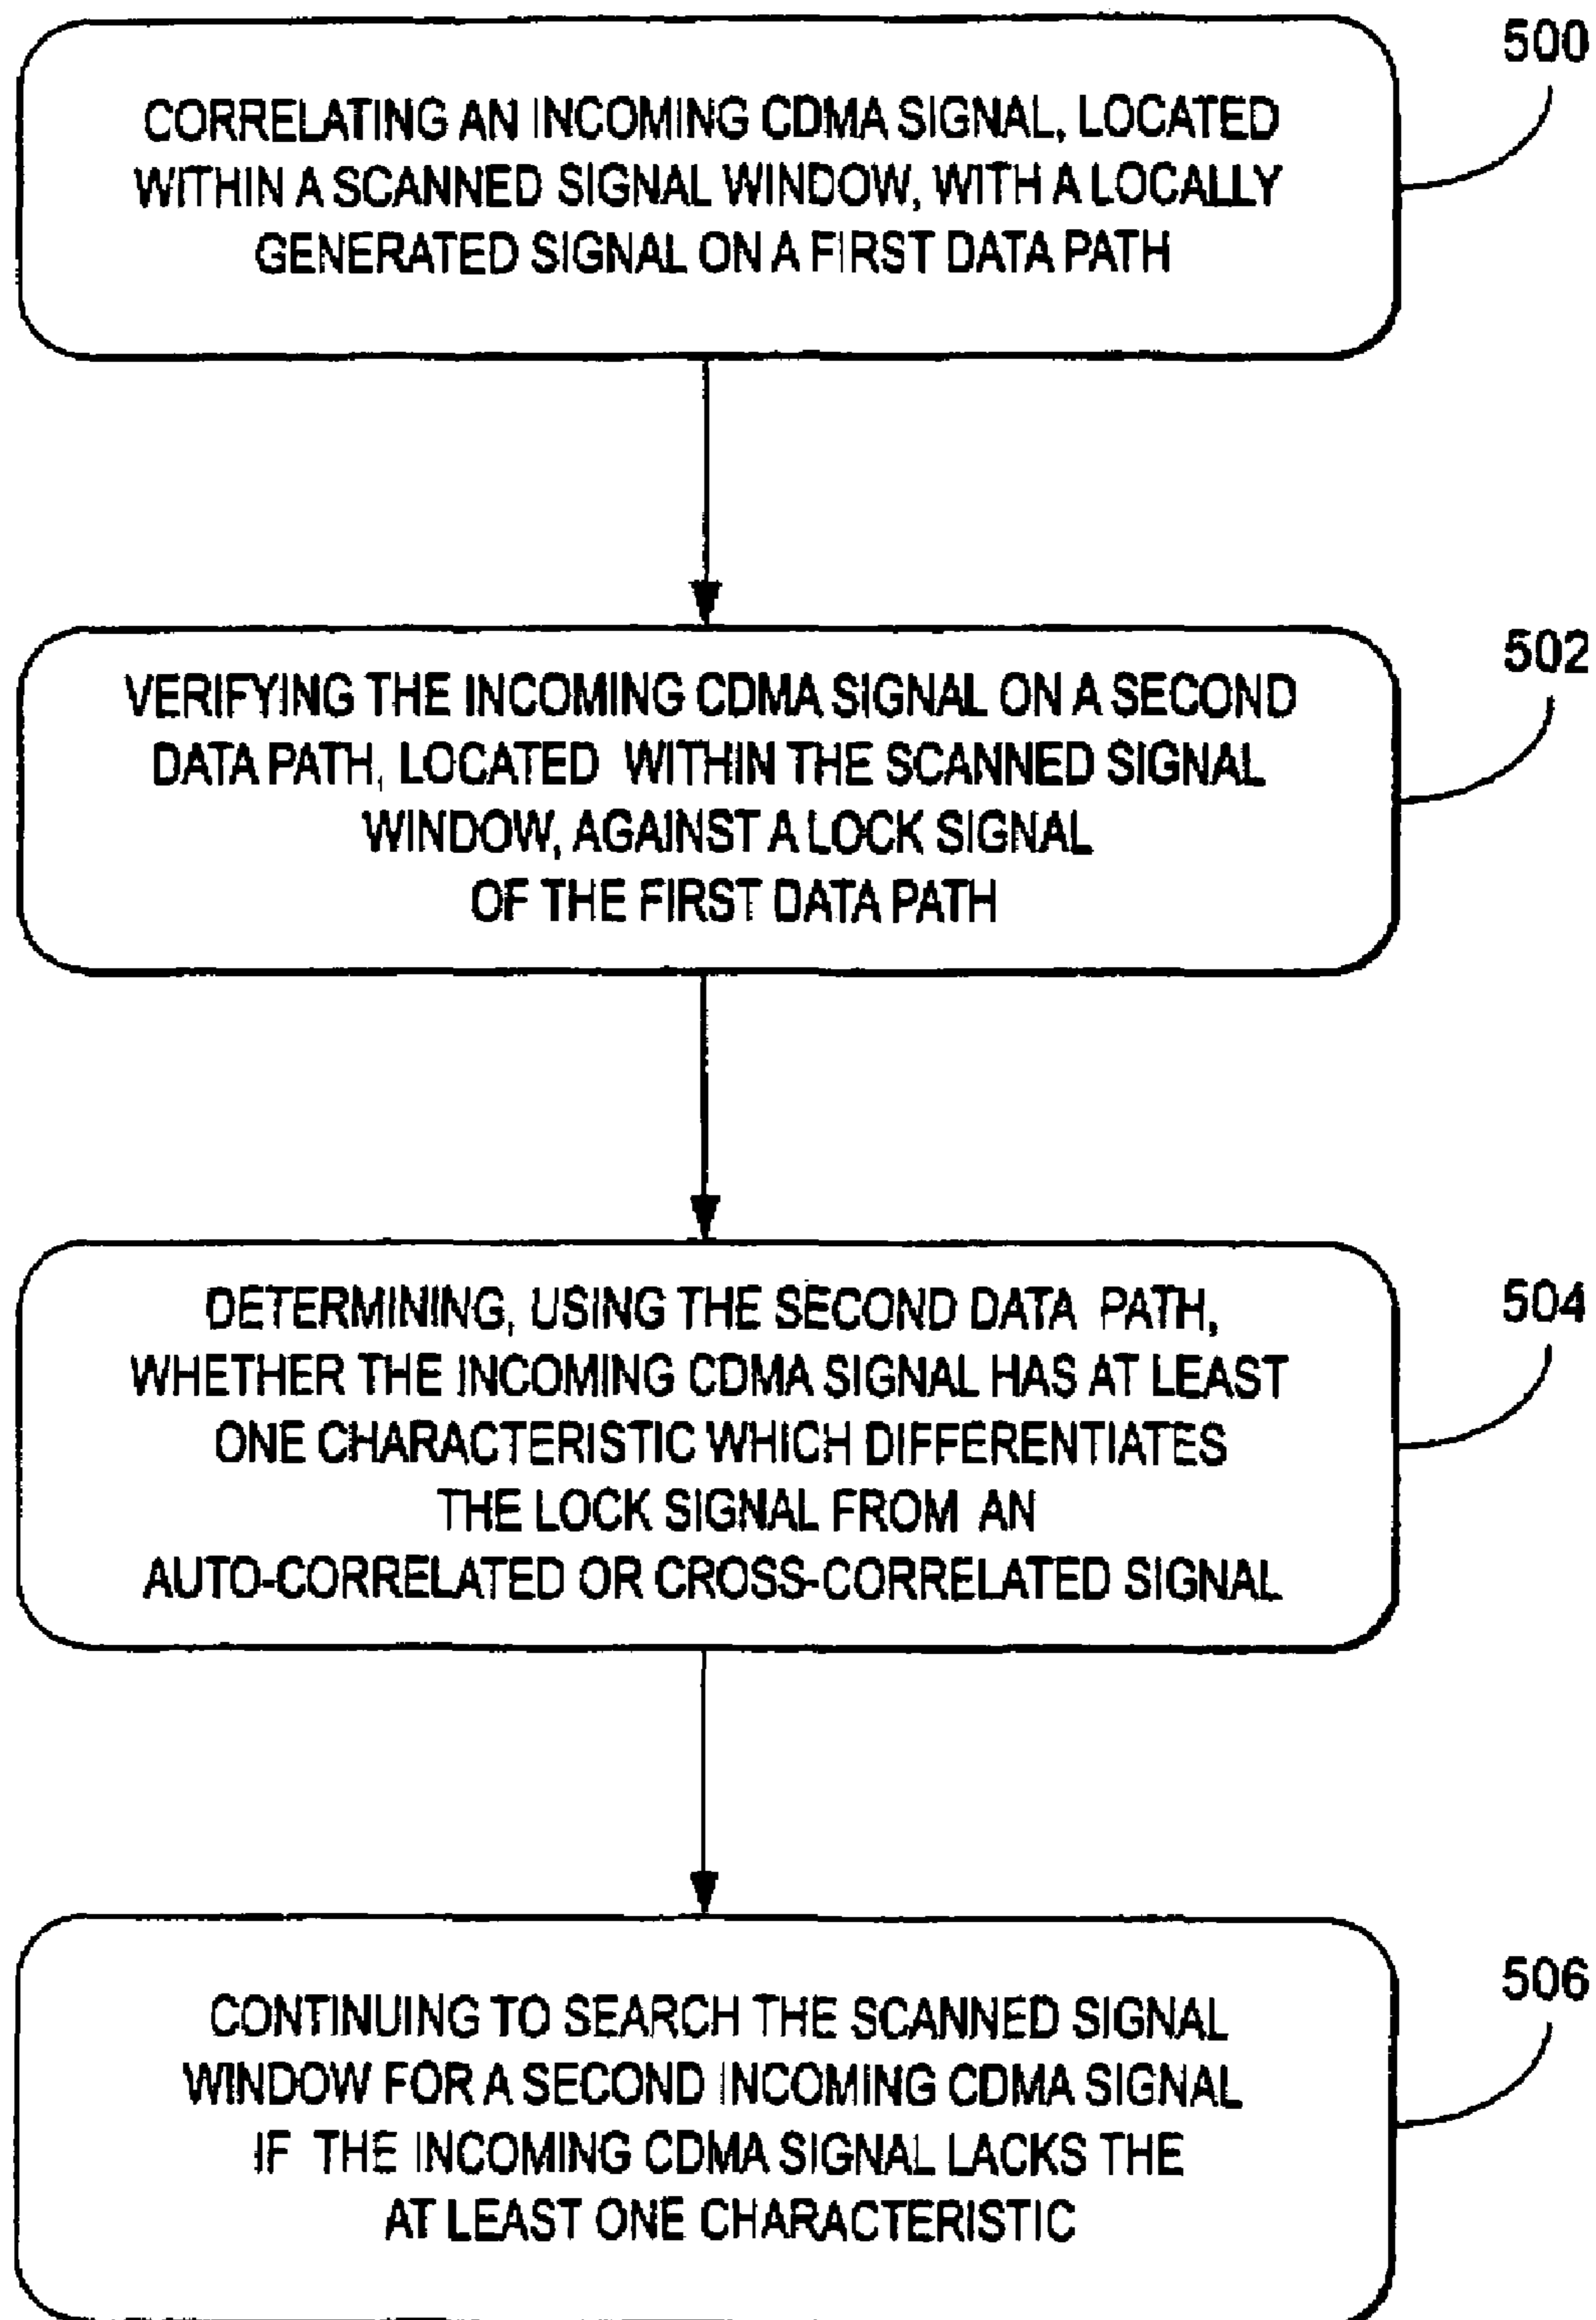 500
CORRELATING AN INCOMING CDMA SIGNAL, LOCATED
WITHIN A SCANNED SIGNAL WINDOW, WITH A LOCALLY
GENERATED SIGNAL ON A FIRST DATA PATH
502
VERIFYING THE INCOMING CDMA SIGNAL ON A SECOND
DATA PATH, LOCATED WITHIN THE SCANNED SIGNAL
WINDOW, AGAINST A LOCK SIGNAL
OF THE FIRST DATA PATH
504
DETERMINING, USING THE SECOND DATA PATH,
WHETHER THE INCOMING CDMA SIGNAL HAS AT LEAST
ONE CHARACTERISTIC WHICH DIFFERENTIATES
THE LOCK SIGNAL FROM AN
AUTO-CORRELATED OR CROSS-CORRELATED SIGNAL
506
CONTINUING TO SEARCH THE SCANNED SIGNAL
WINDOW FOR A SECOND INCOMING CDMA SIGNAL
IF THE INCOMING CDMA SIGNAL LACKS THE
AT LEAST ONE CHARACTERISTIC